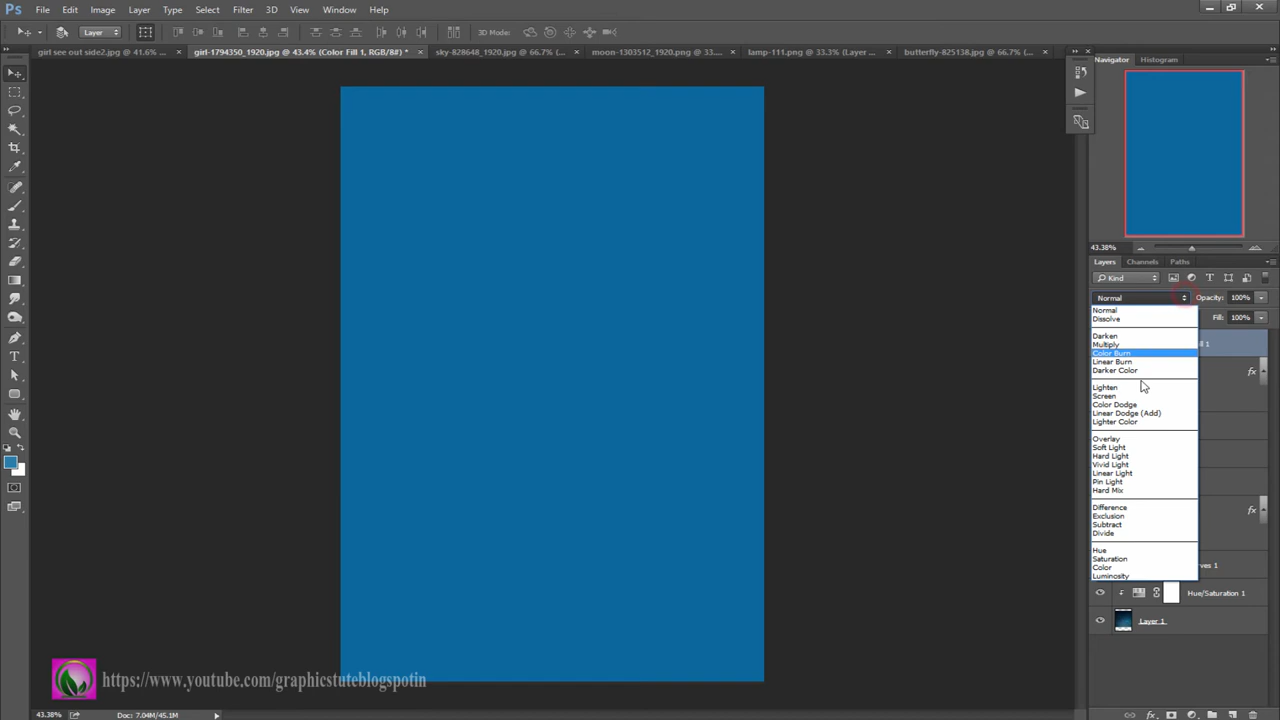 Ps File Edit Image Layer Type Select Filter 3D View Window Help
Layer 3D Mode:
girl see out side2.jpg @ 41.6% ... × girl-1794350_1920.jpg @ 43.4% (Color Fill 1, RGB/8#) * × sky-828648_1920.jpg @ 66.7% (... × moon-1303512_1920.png @ 33.... × lamp-111.png @ 33.3% (Layer ... × butterfly-825138.jpg @ 66.7% (... ×
Navigator Histogram
43.38%
Layers Channels Paths
Kind
Normal Opacity: 100%
Normal
Dissolve
Fill: 100%
Darken
Multiply
Color Burn
Linear Burn
Darker Color
Lighten
Screen
Color Dodge
Linear Dodge (Add)
Lighter Color
Overlay
Soft Light
Hard Light
Vivid Light
Linear Light
Pin Light
Hard Mix
Difference
Exclusion
Subtract
Divide
Hue
Saturation
Color
Luminosity
ill 1
fx
fx
rves 1
Hue/Saturation 1
Layer 1
https://www.youtube.com/graphicstuteblogspotin
43.38% Doc: 7.04M/45.1M
fx